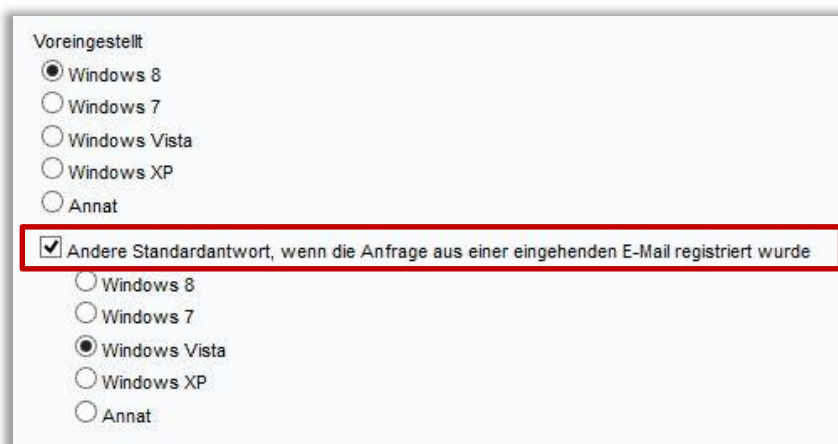 Voreingestellt
Windows 8
Windows 7
Windows Vista
Windows XP
Annat
Andere Standardantwort, wenn die Anfrage aus einer eingehenden E-Mail registriert wurde
Windows 8
Windows 7
Windows Vista
Windows XP
Annat